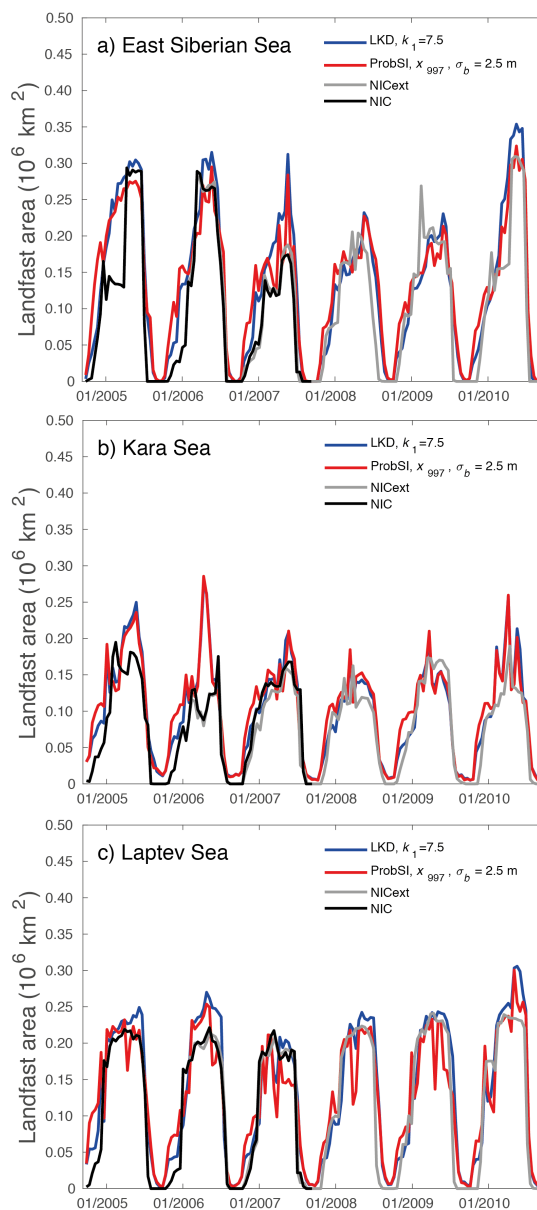 0.50
a) East Siberian Sea
LKD, k1=7.5
0.45
ProbSI, x997, σb = 2.5 m
0.40
NICext
NIC
0.35
0.30
0.25
0.20
0.15
0.10
0.05
0
Landfast area (10^6 km^2)
01/2005 01/2006 01/2007 01/2008 01/2009 01/2010
0.50
b) Kara Sea
LKD, k1=7.5
0.45
ProbSI, x997, σb = 2.5 m
0.40
NICext
NIC
0.35
0.30
0.25
0.20
0.15
0.10
0.05
0
Landfast area (10^6 km^2)
01/2005 01/2006 01/2007 01/2008 01/2009 01/2010
0.50
c) Laptev Sea
LKD, k1=7.5
0.45
ProbSI, x997, σb = 2.5 m
0.40
NICext
NIC
0.35
0.30
0.25
0.20
0.15
0.10
0.05
0
Landfast area (10^6 km^2)
01/2005 01/2006 01/2007 01/2008 01/2009 01/2010